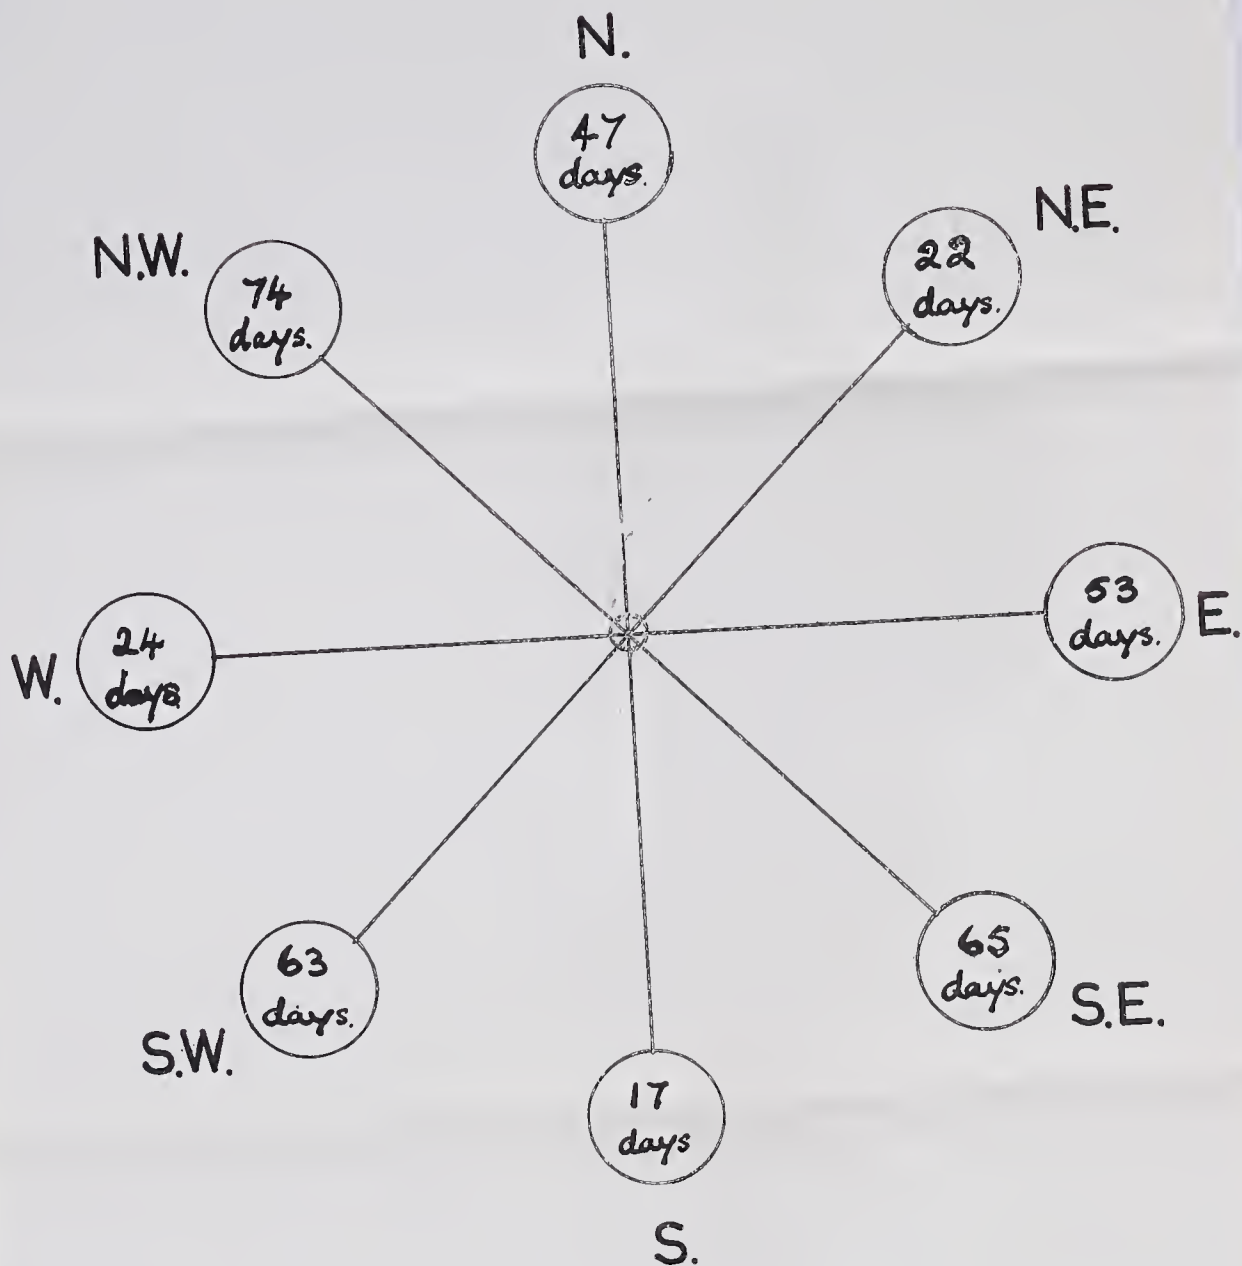 N.
47
days.
N.E.
22
days.
N.W.
74
days.
53
days.
E.
W.
24
days
63
days.
S.W.
65
days.
S.E.
17
days
S.